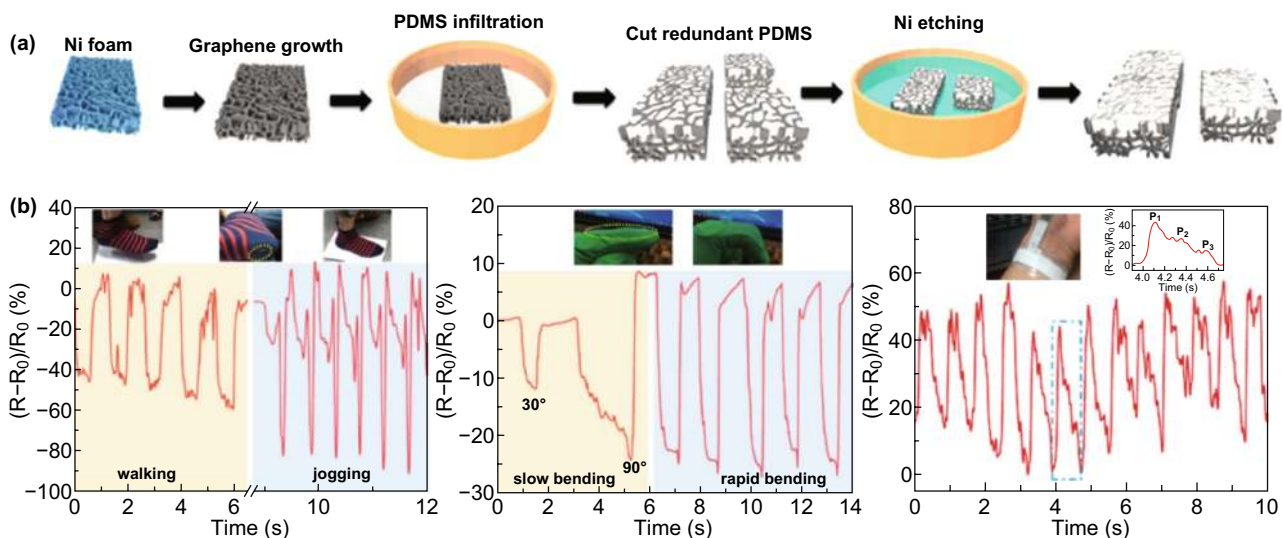 (a)
Ni foam
Graphene growth
PDMS infiltration
Cut redundant PDMS
Ni etching
(b)
(R−R0)/R0 (%)
40
20
0
−20
−40
−60
−80
−100
walking
jogging
0 2 4 6 10 12
Time (s)
(R−R0)/R0 (%)
20
10
0
−10
−20
−30
30°
90°
slow bending
rapid bending
0 2 4 6 8 10 12 14
Time (s)
(R−R0)/R0 (%)
80
60
40
20
0
(R−R0)/R0 (%)
40
20
0
P1
P2
P3
4.0 4.2 4.4 4.6
Time (s)
0 2 4 6 8 10
Time (s)